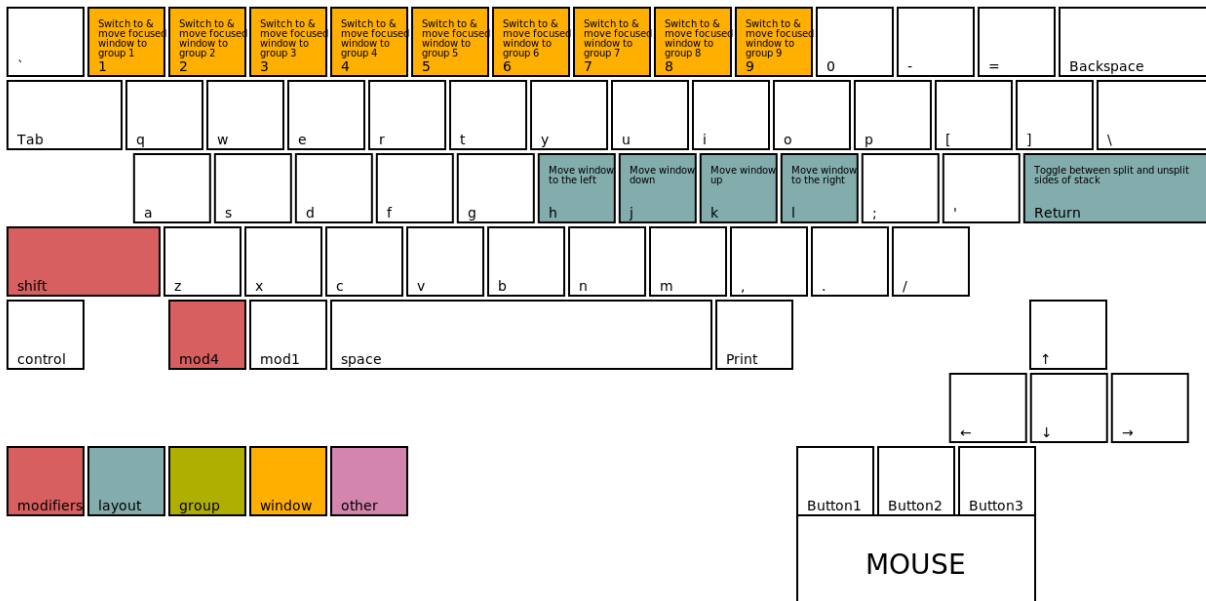 Switch to &
move focused
window to
group 1
Switch to &
move focused
window to
group 2
Switch to &
move focused
window to
group 3
Switch to &
move focused
window to
group 4
Switch to &
move focused
window to
group 5
Switch to &
move focused
window to
group 6
Switch to &
move focused
window to
group 7
Switch to &
move focused
window to
group 8
Switch to &
move focused
window to
group 9
` 1 2 3 4 5 6 7 8 9 0 - = Backspace
Tab q w e r t y u i o p [ ] \
Move window
to the left
Move window
down
Move window
up
Move window
to the right
Toggle between split and unsplit
sides of stack
a s d f g h j k l ; ' Return
shift z x c v b n m , . /
control mod4 mod1 space Print ↑
← ↓ →
modifiers layout group window other Button1 Button2 Button3
MOUSE